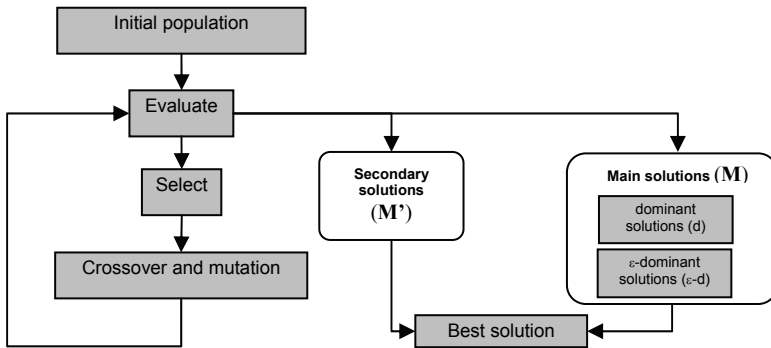 Initial population
Evaluate
Select
Crossover and mutation
Secondary
solutions
(M’)
Main solutions (M)
dominant
solutions (d)
ε-dominant
solutions (ε-d)
Best solution